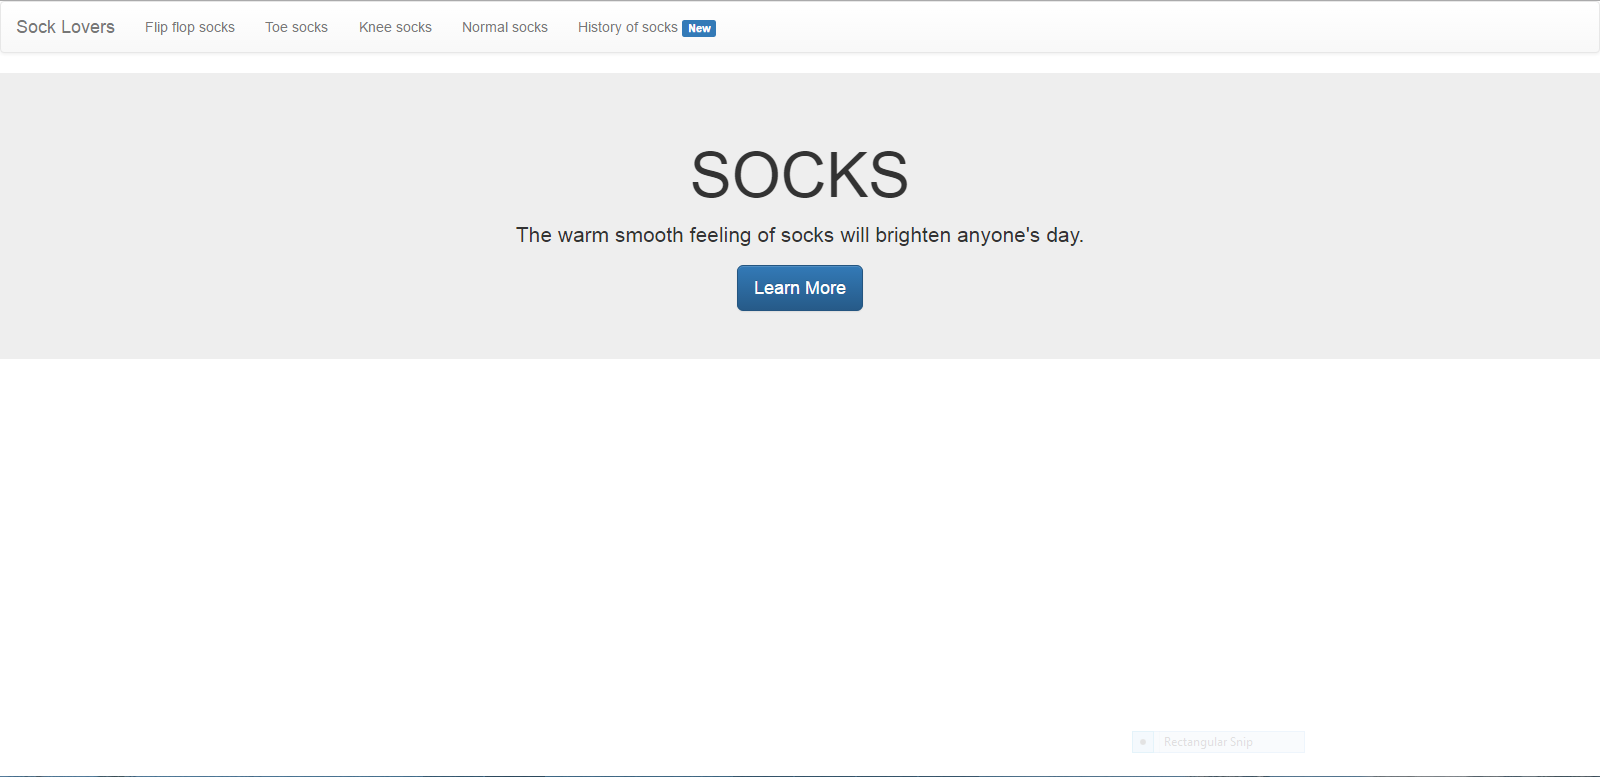 Sock Lovers Flip flop socks Toe socks Knee socks Normal socks History of socks New
SOCKS
The warm smooth feeling of socks will brighten anyone's day.
Learn More
Rectangular Snip